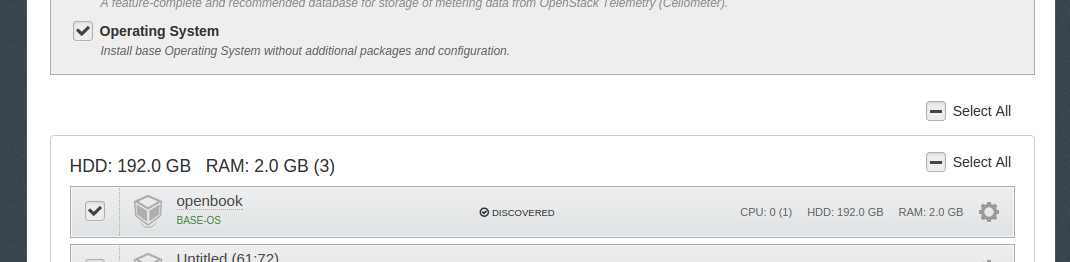 A feature-complete and recommended database for storage of metering data from OpenStack Telemetry (Ceilometer).
Operating System
Install base Operating System without additional packages and configuration.
Select All
HDD: 192.0 GB RAM: 2.0 GB (3)
Select All
openbook
BASE-OS
DISCOVERED
CPU: 0 (1) HDD: 192.0 GB RAM: 2.0 GB
Untitled (61:72)